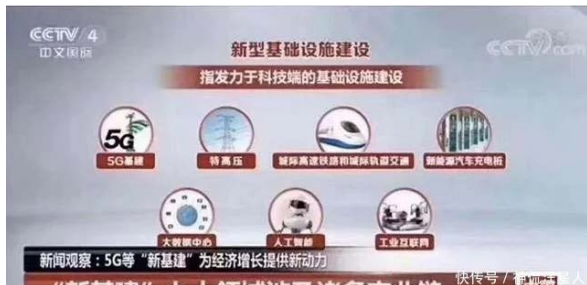 CCTV 4
中文国际
CCTV.com
新型基础设施建设
指发力于科技端的基础设施建设
5G
5G基建
特高压
城际高速铁路和城际轨道交通
新能源汽车充电桩
大数据中心
人工智能
工业互联网
新闻观察：5G等“新基建”为经济增长提供新动力
快传号/